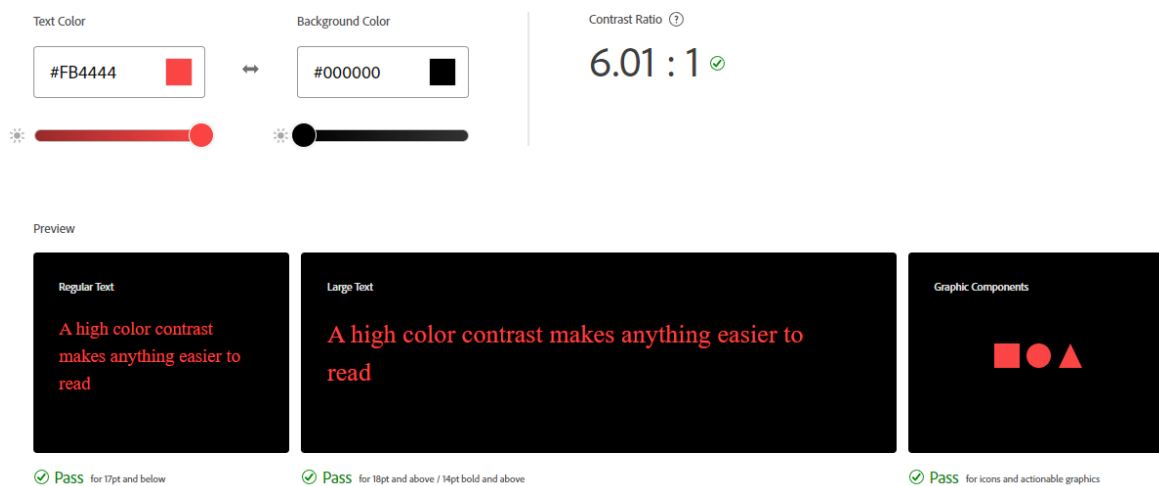 Text Color
Background Color
Contrast Ratio ?
#FB4444
#000000
6.01 : 1
Preview
Regular Text
A high color contrast
makes anything easier to
read
Large Text
A high color contrast makes anything easier to
read
Graphic Components
Pass for 17pt and below
Pass for 18pt and above / 14pt bold and above
Pass for icons and actionable graphics